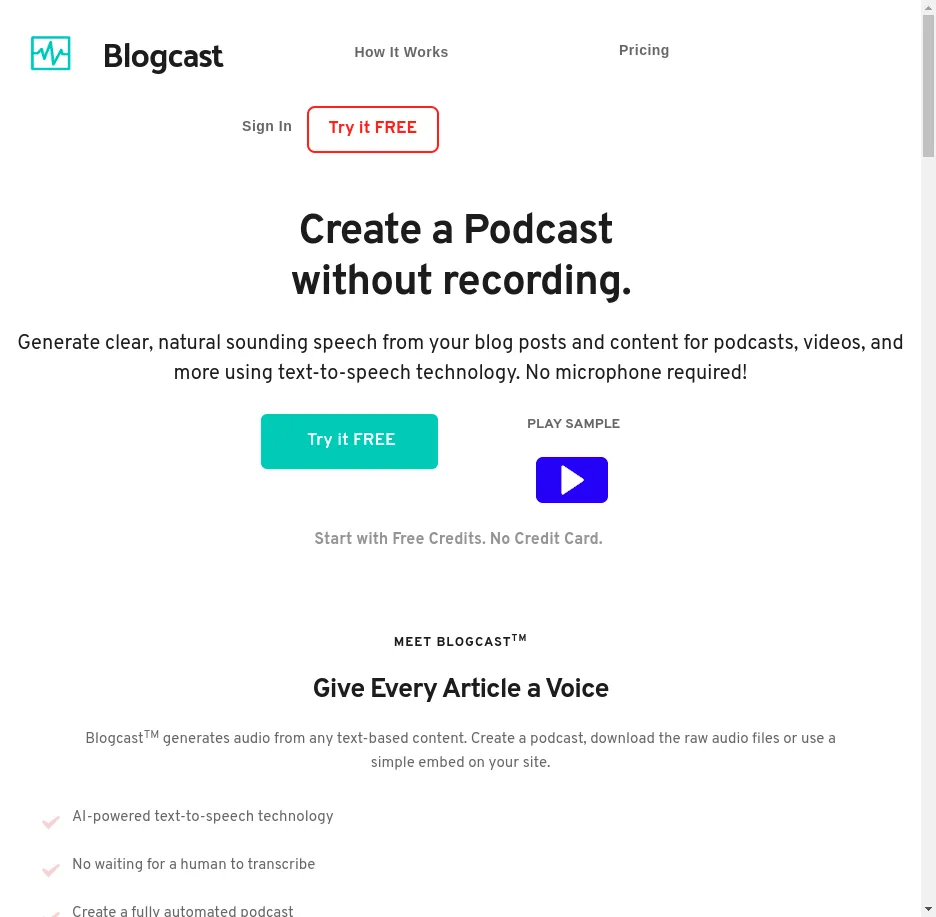 Blogcast
How It Works
Pricing
Sign In
Try it FREE
Create a Podcast
without recording.
Generate clear, natural sounding speech from your blog posts and content for podcasts, videos, and
more using text-to-speech technology. No microphone required!
Try it FREE
PLAY SAMPLE
Start with Free Credits. No Credit Card.
MEET BLOGCAST™
Give Every Article a Voice
Blogcast™ generates audio from any text-based content. Create a podcast, download the raw audio files or use a
simple embed on your site.
AI-powered text-to-speech technology
No waiting for a human to transcribe
Create a fully automated podcast